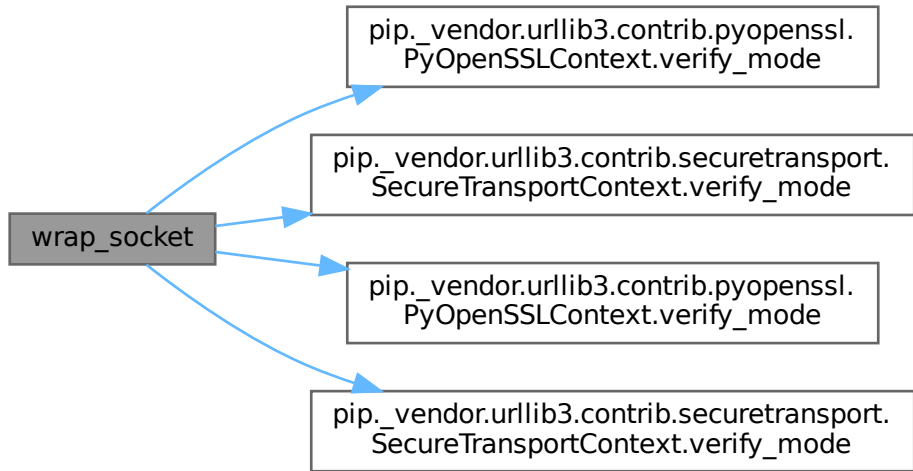 pip._vendor.urllib3.contrib.pyopenssl.
PyOpenSSLContext.verify_mode
pip._vendor.urllib3.contrib.securetransport.
SecureTransportContext.verify_mode
wrap_socket
pip._vendor.urllib3.contrib.pyopenssl.
PyOpenSSLContext.verify_mode
pip._vendor.urllib3.contrib.securetransport.
SecureTransportContext.verify_mode